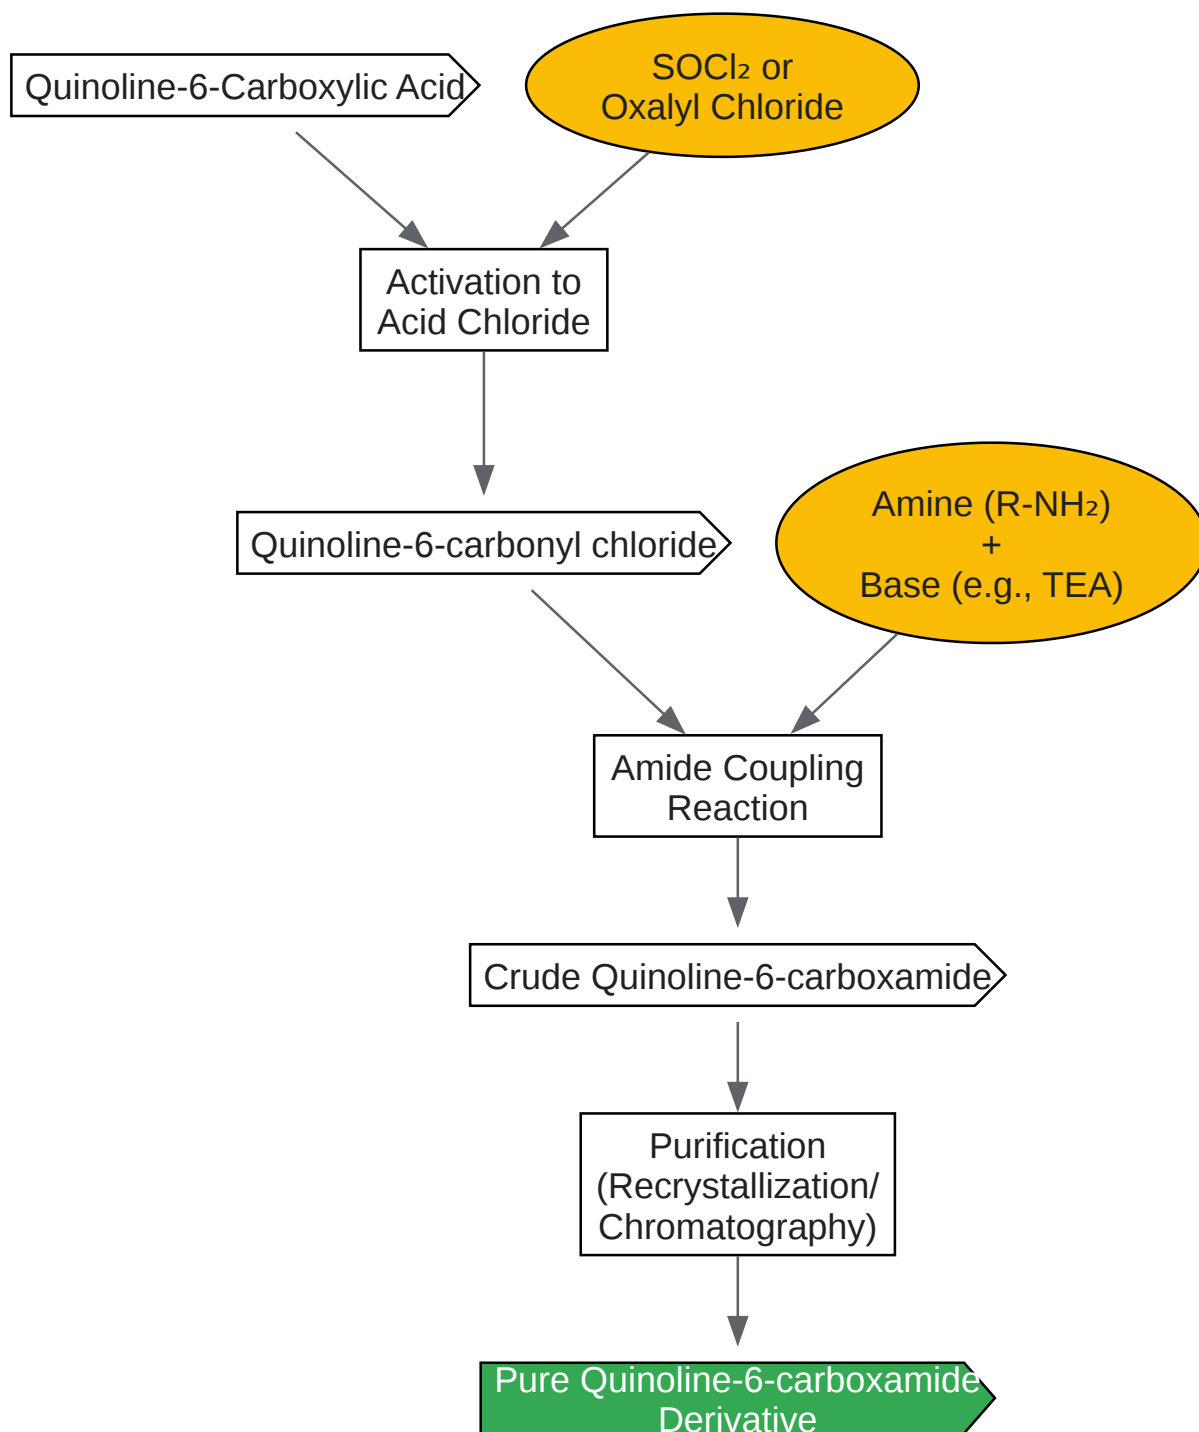 Quinoline-6-Carboxylic Acid
SOCl₂ or
Oxalyl Chloride
Activation to
Acid Chloride
Quinoline-6-carbonyl chloride
Amine (R-NH₂)
+
Base (e.g., TEA)
Amide Coupling
Reaction
Crude Quinoline-6-carboxamide
Purification
(Recrystallization/
Chromatography)
Pure Quinoline-6-carboxamide
Derivative